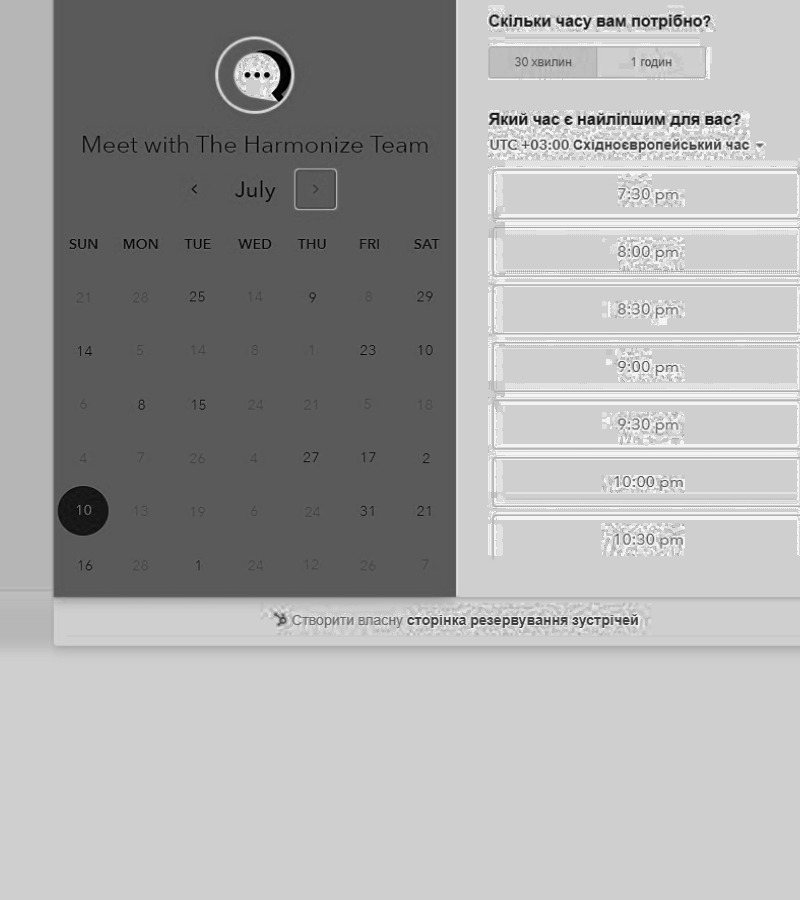 Meet with The Harmonize Team
July
SUN MON TUE WED THU FRI SAT
21 28 25 14 9 8 29
14 5 14 8 1 23 10
6 8 15 24 21 5 18
4 7 26 4 27 17 2
10 13 19 6 24 31 21
16 28 1 24 12 26 7
Скільки часу вам потрібно?
30 хвилин 1 годин
Який час є найліпшим для вас?
UTC +03:00 Східноєвропейський час
7:30 pm
8:00 pm
8:30 pm
9:00 pm
9:30 pm
10:00 pm
10:30 pm
Створити власну сторінка резервування зустрічей